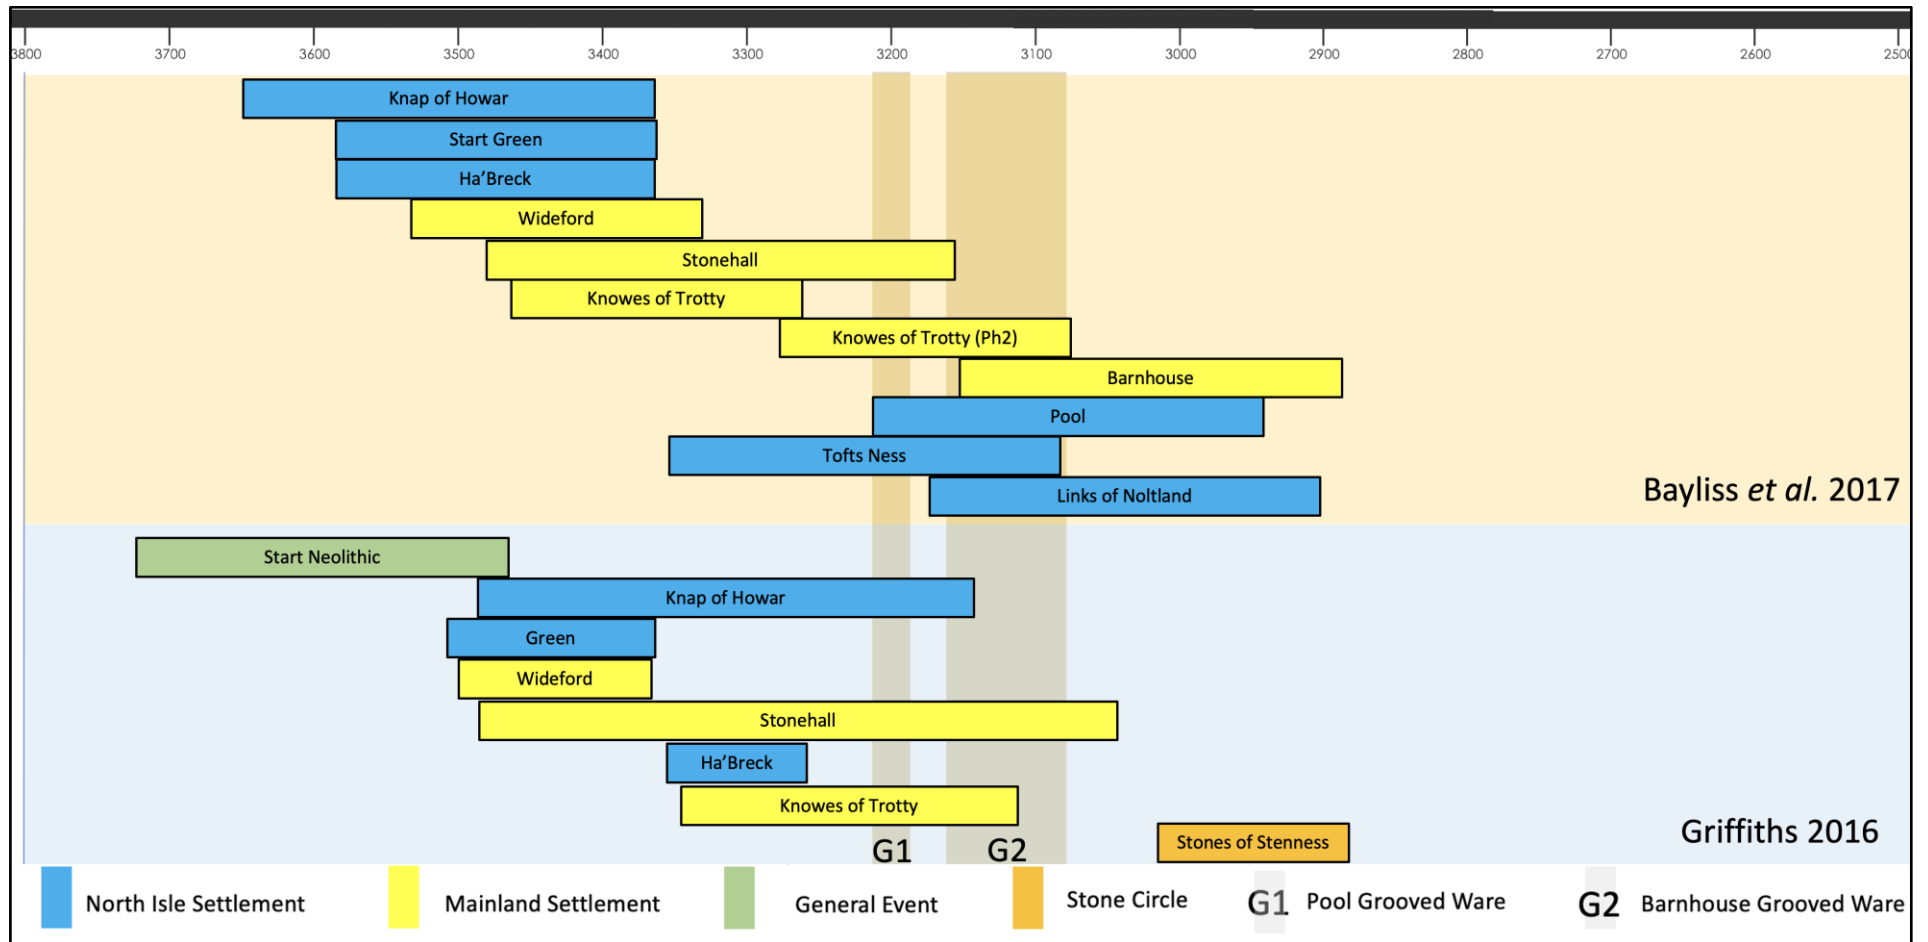 3800 3700 3600 3500 3400 3300 3200 3100 3000 2900 2800 2700 2600 2500
Knap of Howar
Start Green
Ha'Breck
Wideford
Stonehall
Knowes of Trotty
Knowes of Trotty (Ph2)
Barnhouse
Pool
Tofts Ness
Links of Noltland
Bayliss et al. 2017
Start Neolithic
Knap of Howar
Green
Wideford
Stonehall
Ha'Breck
Knowes of Trotty
Stones of Stenness
Griffiths 2016
G1 G2
North Isle Settlement Mainland Settlement General Event Stone Circle G1 Pool Grooved Ware G2 Barnhouse Grooved Ware